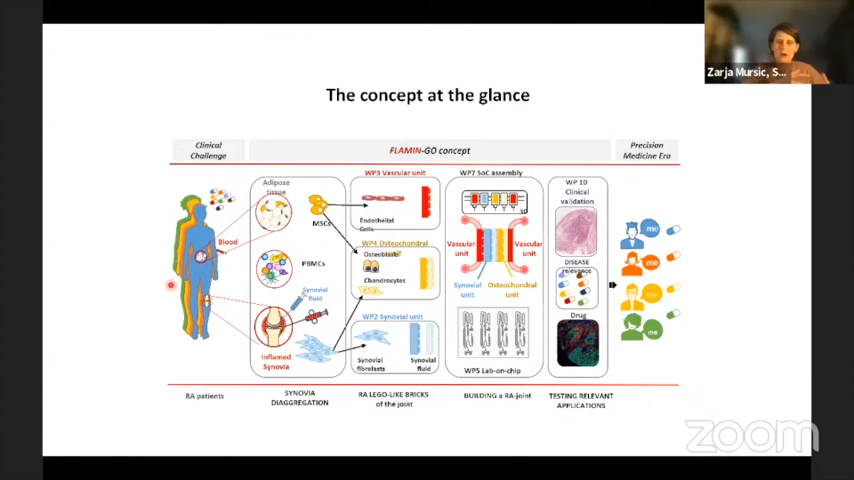 Zarja Mursic, S...
The concept at the glance
Clinical
Challenge
FLAMIN-GO concept
Precision
Medicine Era
Adipose
tissue
MSCs
Blood
PBMCs
Synovial
fluid
Inflamed
Synovia
WP3 Vascular unit
Endothelial
Cells
WP4 Osteochondral
Osteoblasts
Chondrocytes
WP2 Synovial unit
Synovial
fibrolasts
Synovial
fluid
WP7 SoC assembly
3D
Vascular
unit
Vascular
unit
Synovial
unit
Osteochondral
unit
WP5 Lab-on-chip
WP 10
Clinical
validation
DISEASE
relevance
Drug
me
me
me
me
RA patients
SYNOVIA
DIAGGREGATION
RA LEGO-LIKE BRICKS
of the joint
BUILDING a RA-joint
TESTING RELEVANT
APPLICATIONS
zoom